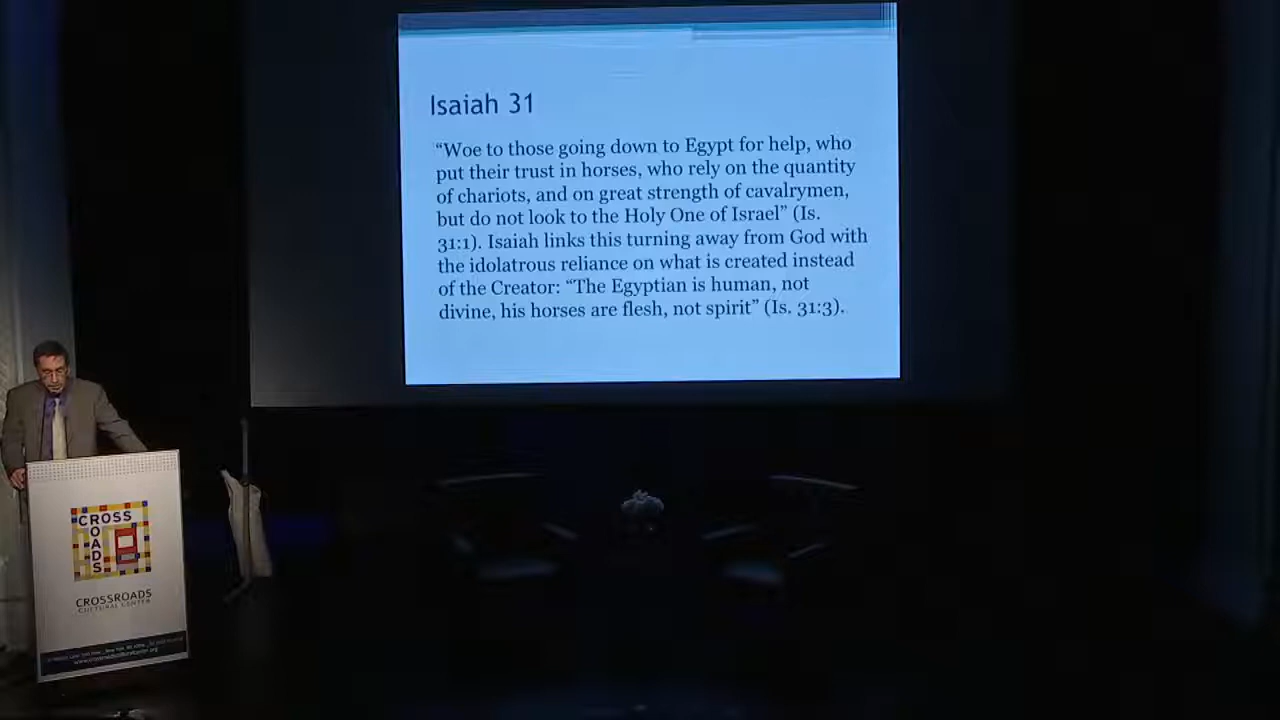 Isaiah 31
“Woe to those going down to Egypt for help, who
put their trust in horses, who rely on the quantity
of chariots, and on great strength of cavalrymen,
but do not look to the Holy One of Israel” (Is.
31:1). Isaiah links this turning away from God with
the idolatrous reliance on what is created instead
of the Creator: “The Egyptian is human, not
divine, his horses are flesh, not spirit” (Is. 31:3).
CROSS
ROADS
CROSSROADS
CULTURAL CENTER